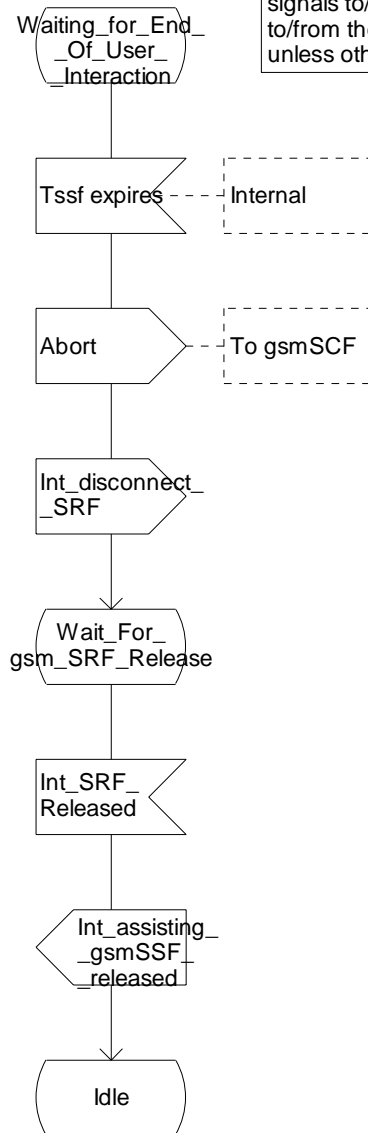 signals to/
to/from the
unless oth
Waiting_for_End_
_Of_User_
_Interaction
Tssf expires
Internal
Abort
To gsmSCF
Int_disconnect_
_SRF
Wait_For_
gsm_SRF_Release
Int_SRF_
Released
Int_assisting_
_gsmSSF_
_released
Idle